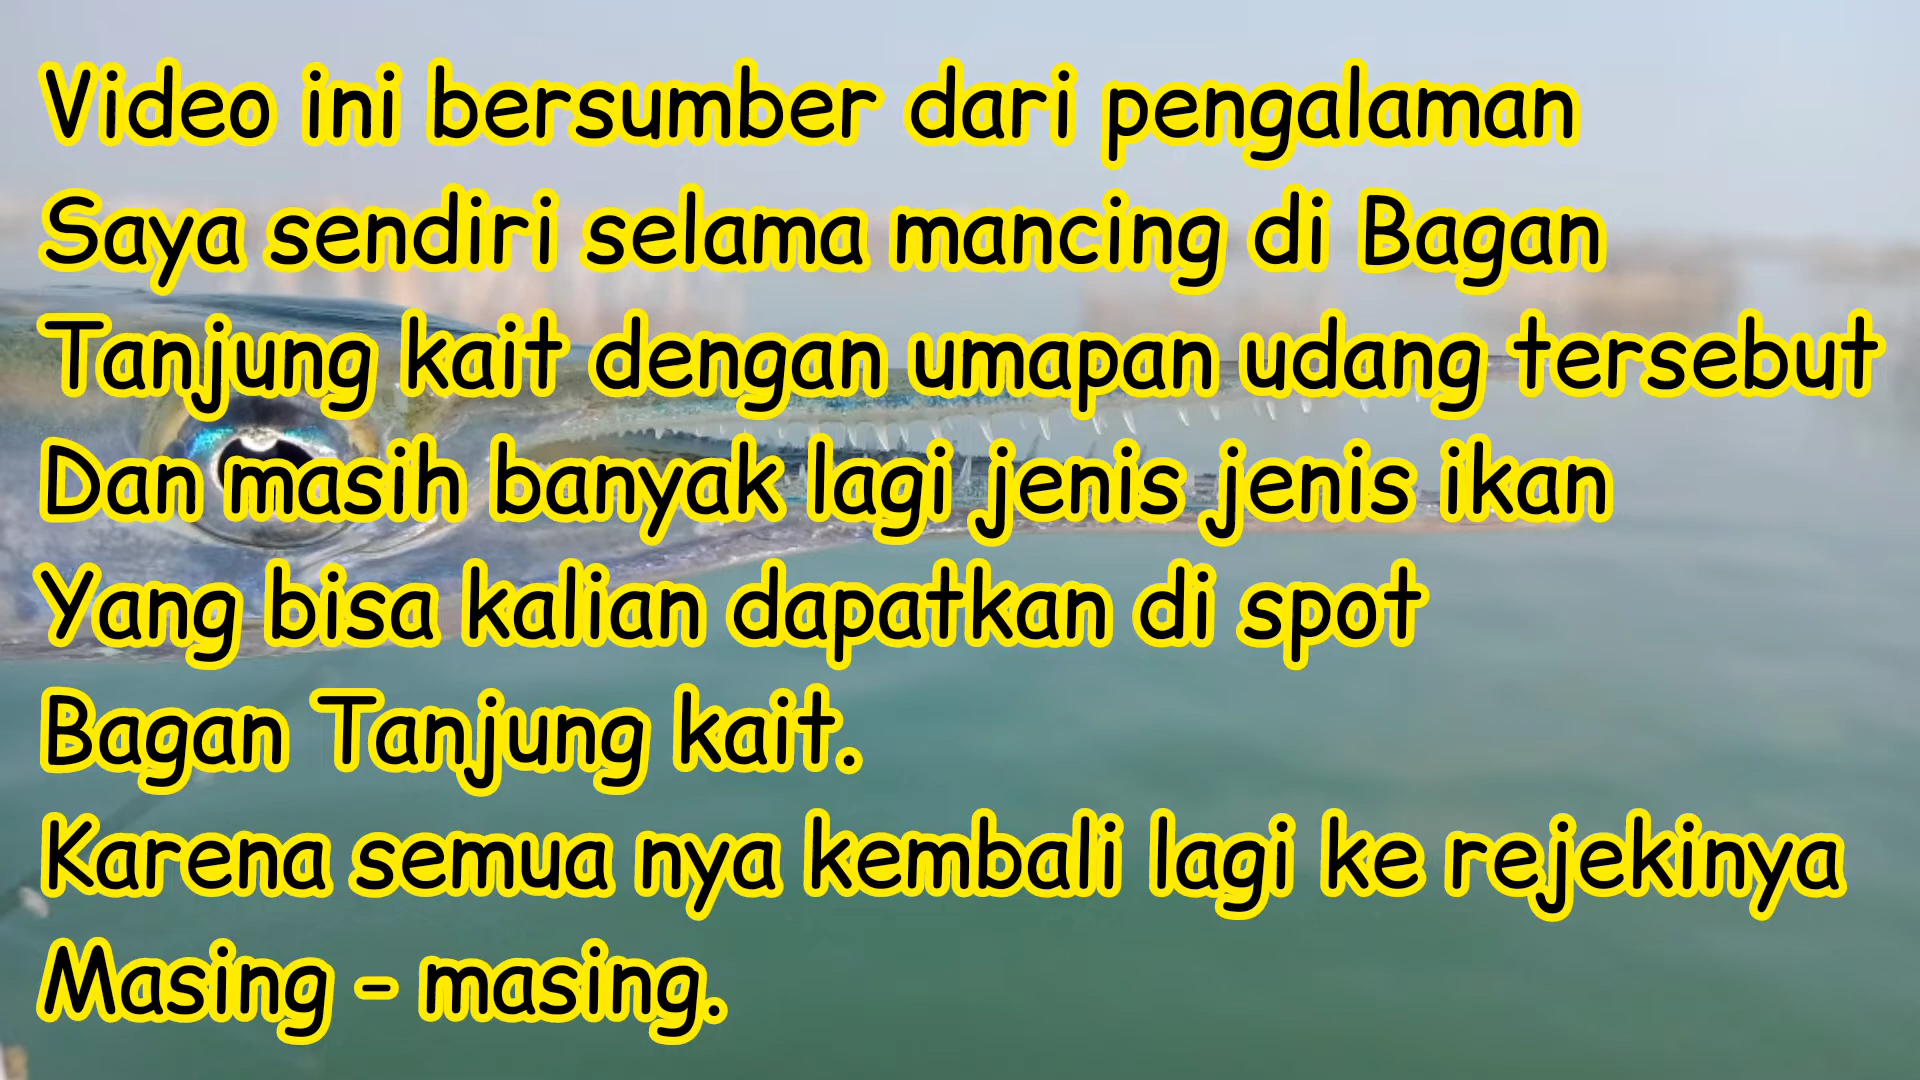 Video ini bersumber dari pengalaman
Saya sendiri selama mancing di Bagan
Tanjung kait dengan umapan udang tersebut
Dan masih banyak lagi jenis jenis ikan
Yang bisa kalian dapatkan di spot
Bagan Tanjung kait.
Karena semua nya kembali lagi ke rejekinya
Masing - masing.